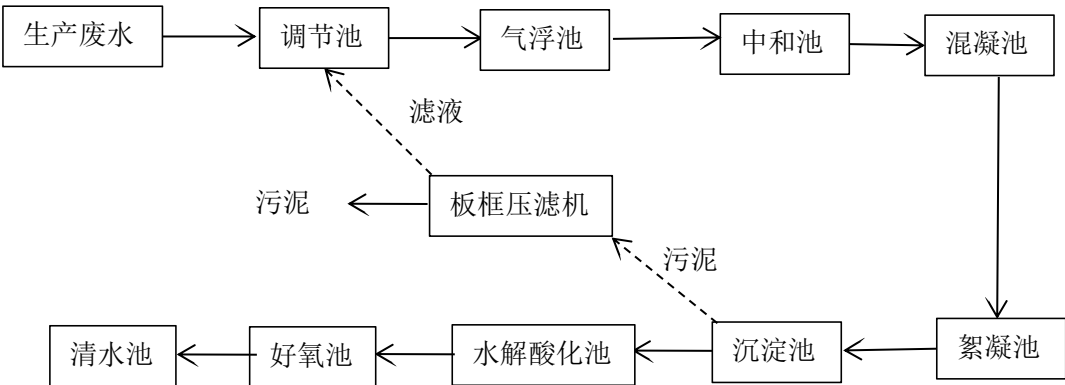 生产废水
调节池
气浮池
中和池
混凝池
滤液
污泥
板框压滤机
污泥
清水池
好氧池
水解酸化池
沉淀池
絮凝池